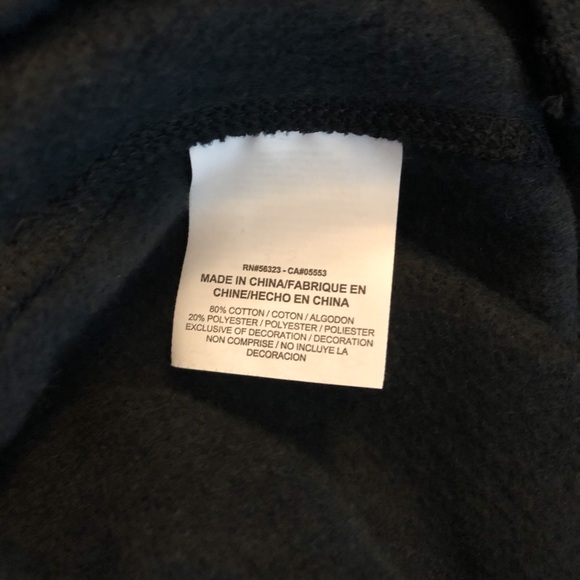 RN#56323 - CA#05553
MADE IN CHINA/FABRIQUE EN
CHINE/HECHO EN CHINA
80% COTTON / COTON / ALGODON
20% POLYESTER / POLYESTER / POLIESTER
EXCLUSIVE OF DECORATION / DECORATION
NON COMPRISE / NO INCLUYE LA
DECORACION